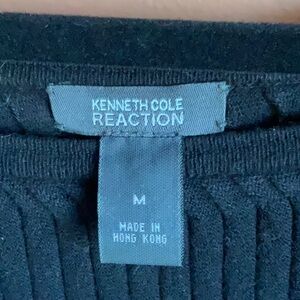 KENNETH COLE
REACTION
M
MADE IN
HONG KONG